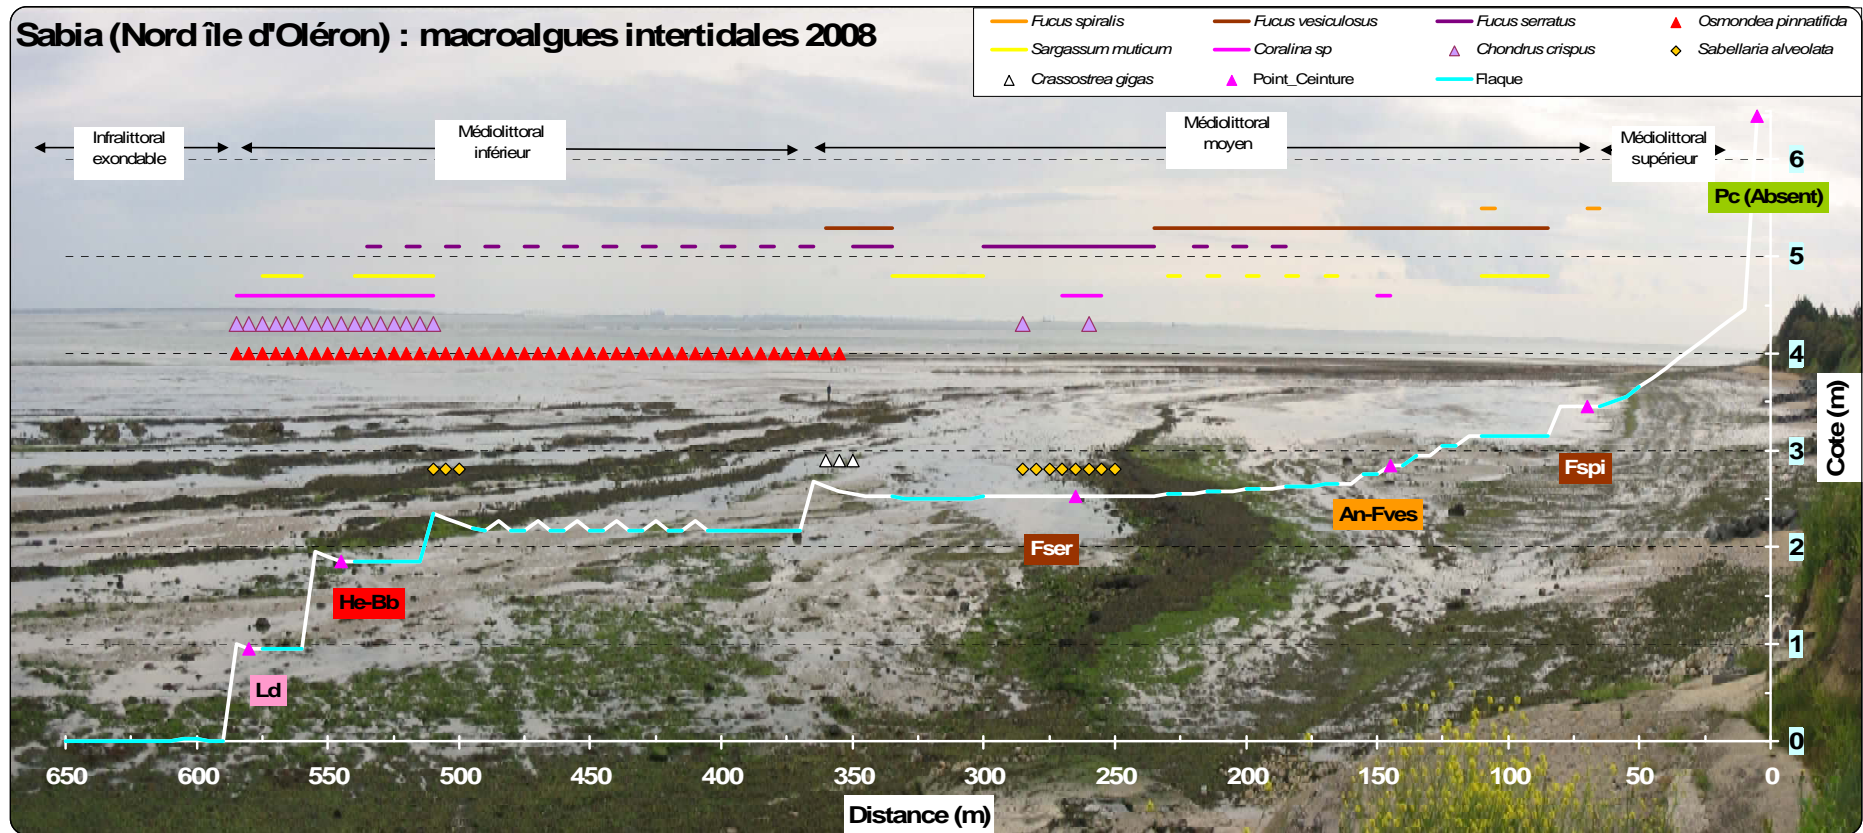 Sabia (Nord île d'Oléron) : macroalgues intertidales 2008
Fucus spiralis
Fucus vesiculosus
Fucus serratus
Osmondea pinnatifida
Sargassum muticum
Coralina sp
Chondrus crispus
Sabellaria alveolata
Crassostrea gigas
Point_Ceinture
Flaque
Infralittoral
exondable
Médiolittoral
inférieur
Médiolittoral
moyen
Médiolittoral
supérieur
6
Pc (Absent)
5
4
3
2
1
0
Cote (m)
Fspi
An-Fves
Fser
He-Bb
Ld
650 600 550 500 450 400 350 300 250 200 150 100 50 0
Distance (m)